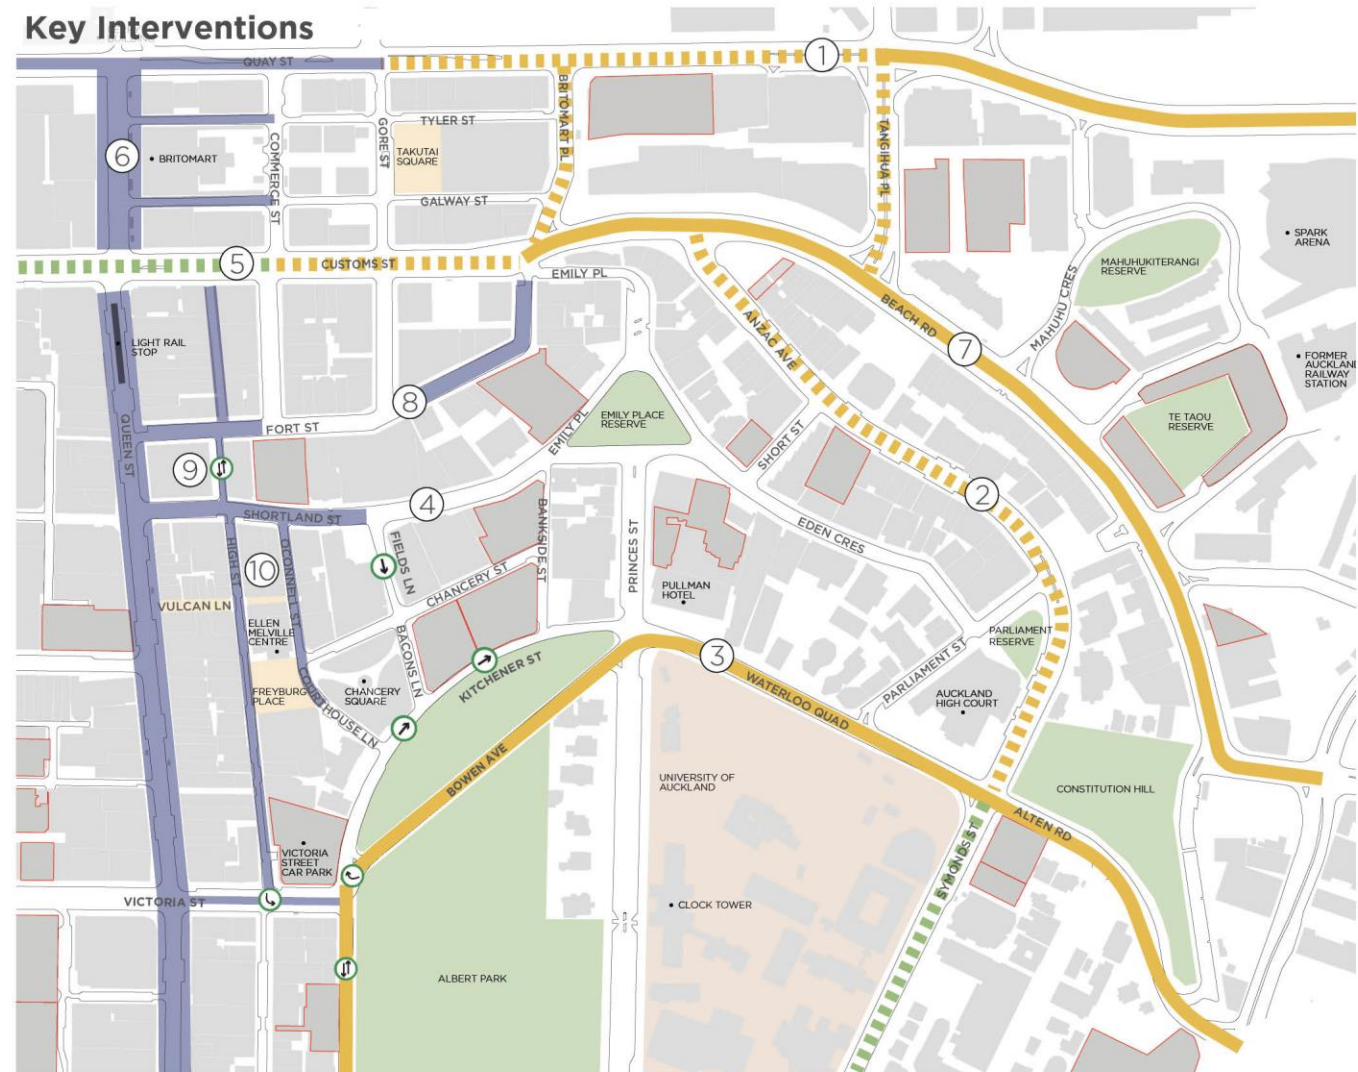 Key Interventions
QUAY ST
1
BRITOMART PL
TYLER ST
GORE ST
TAKUTAI
SQUARE
COMMERCE ST
6
BRITOMART
TANGIHUA PL
GALWAY ST
SPARK
ARENA
MAHUHUKITERANGI
RESERVE
5
CUSTOMS ST
EMILY PL
MAHUHU CRES
BEACH RD
ANZAC AVE
LIGHT RAIL
STOP
7
FORMER
AUCKLAND
RAILWAY
STATION
8
EMILY PLACE
RESERVE
TE TAOU
RESERVE
QUEEN ST
FORT ST
EMILY PL
SHORT ST
9
2
4
SHORTLAND ST
BANKSIDE ST
PRINCES ST
EDEN CRES
HIGH ST
OCONNELL ST
FIELDS LN
10
CHANCERY ST
PULLMAN
HOTEL
VULCAN LN
ELLEN
MELVILLE
CENTRE
BACONS LN
PARLIAMENT
RESERVE
3
KITCHENER ST
PARLIAMENT ST
FREYBURG
PLACE
COURTHOUSE LN
CHANCERY
SQUARE
WATERLOO QUAD
AUCKLAND
HIGH COURT
BOWEN AVE
UNIVERSITY OF
AUCKLAND
CONSTITUTION HILL
ALTEN RD
VICTORIA
STREET
CAR PARK
SYMONDS ST
VICTORIA ST
CLOCK TOWER
ALBERT PARK